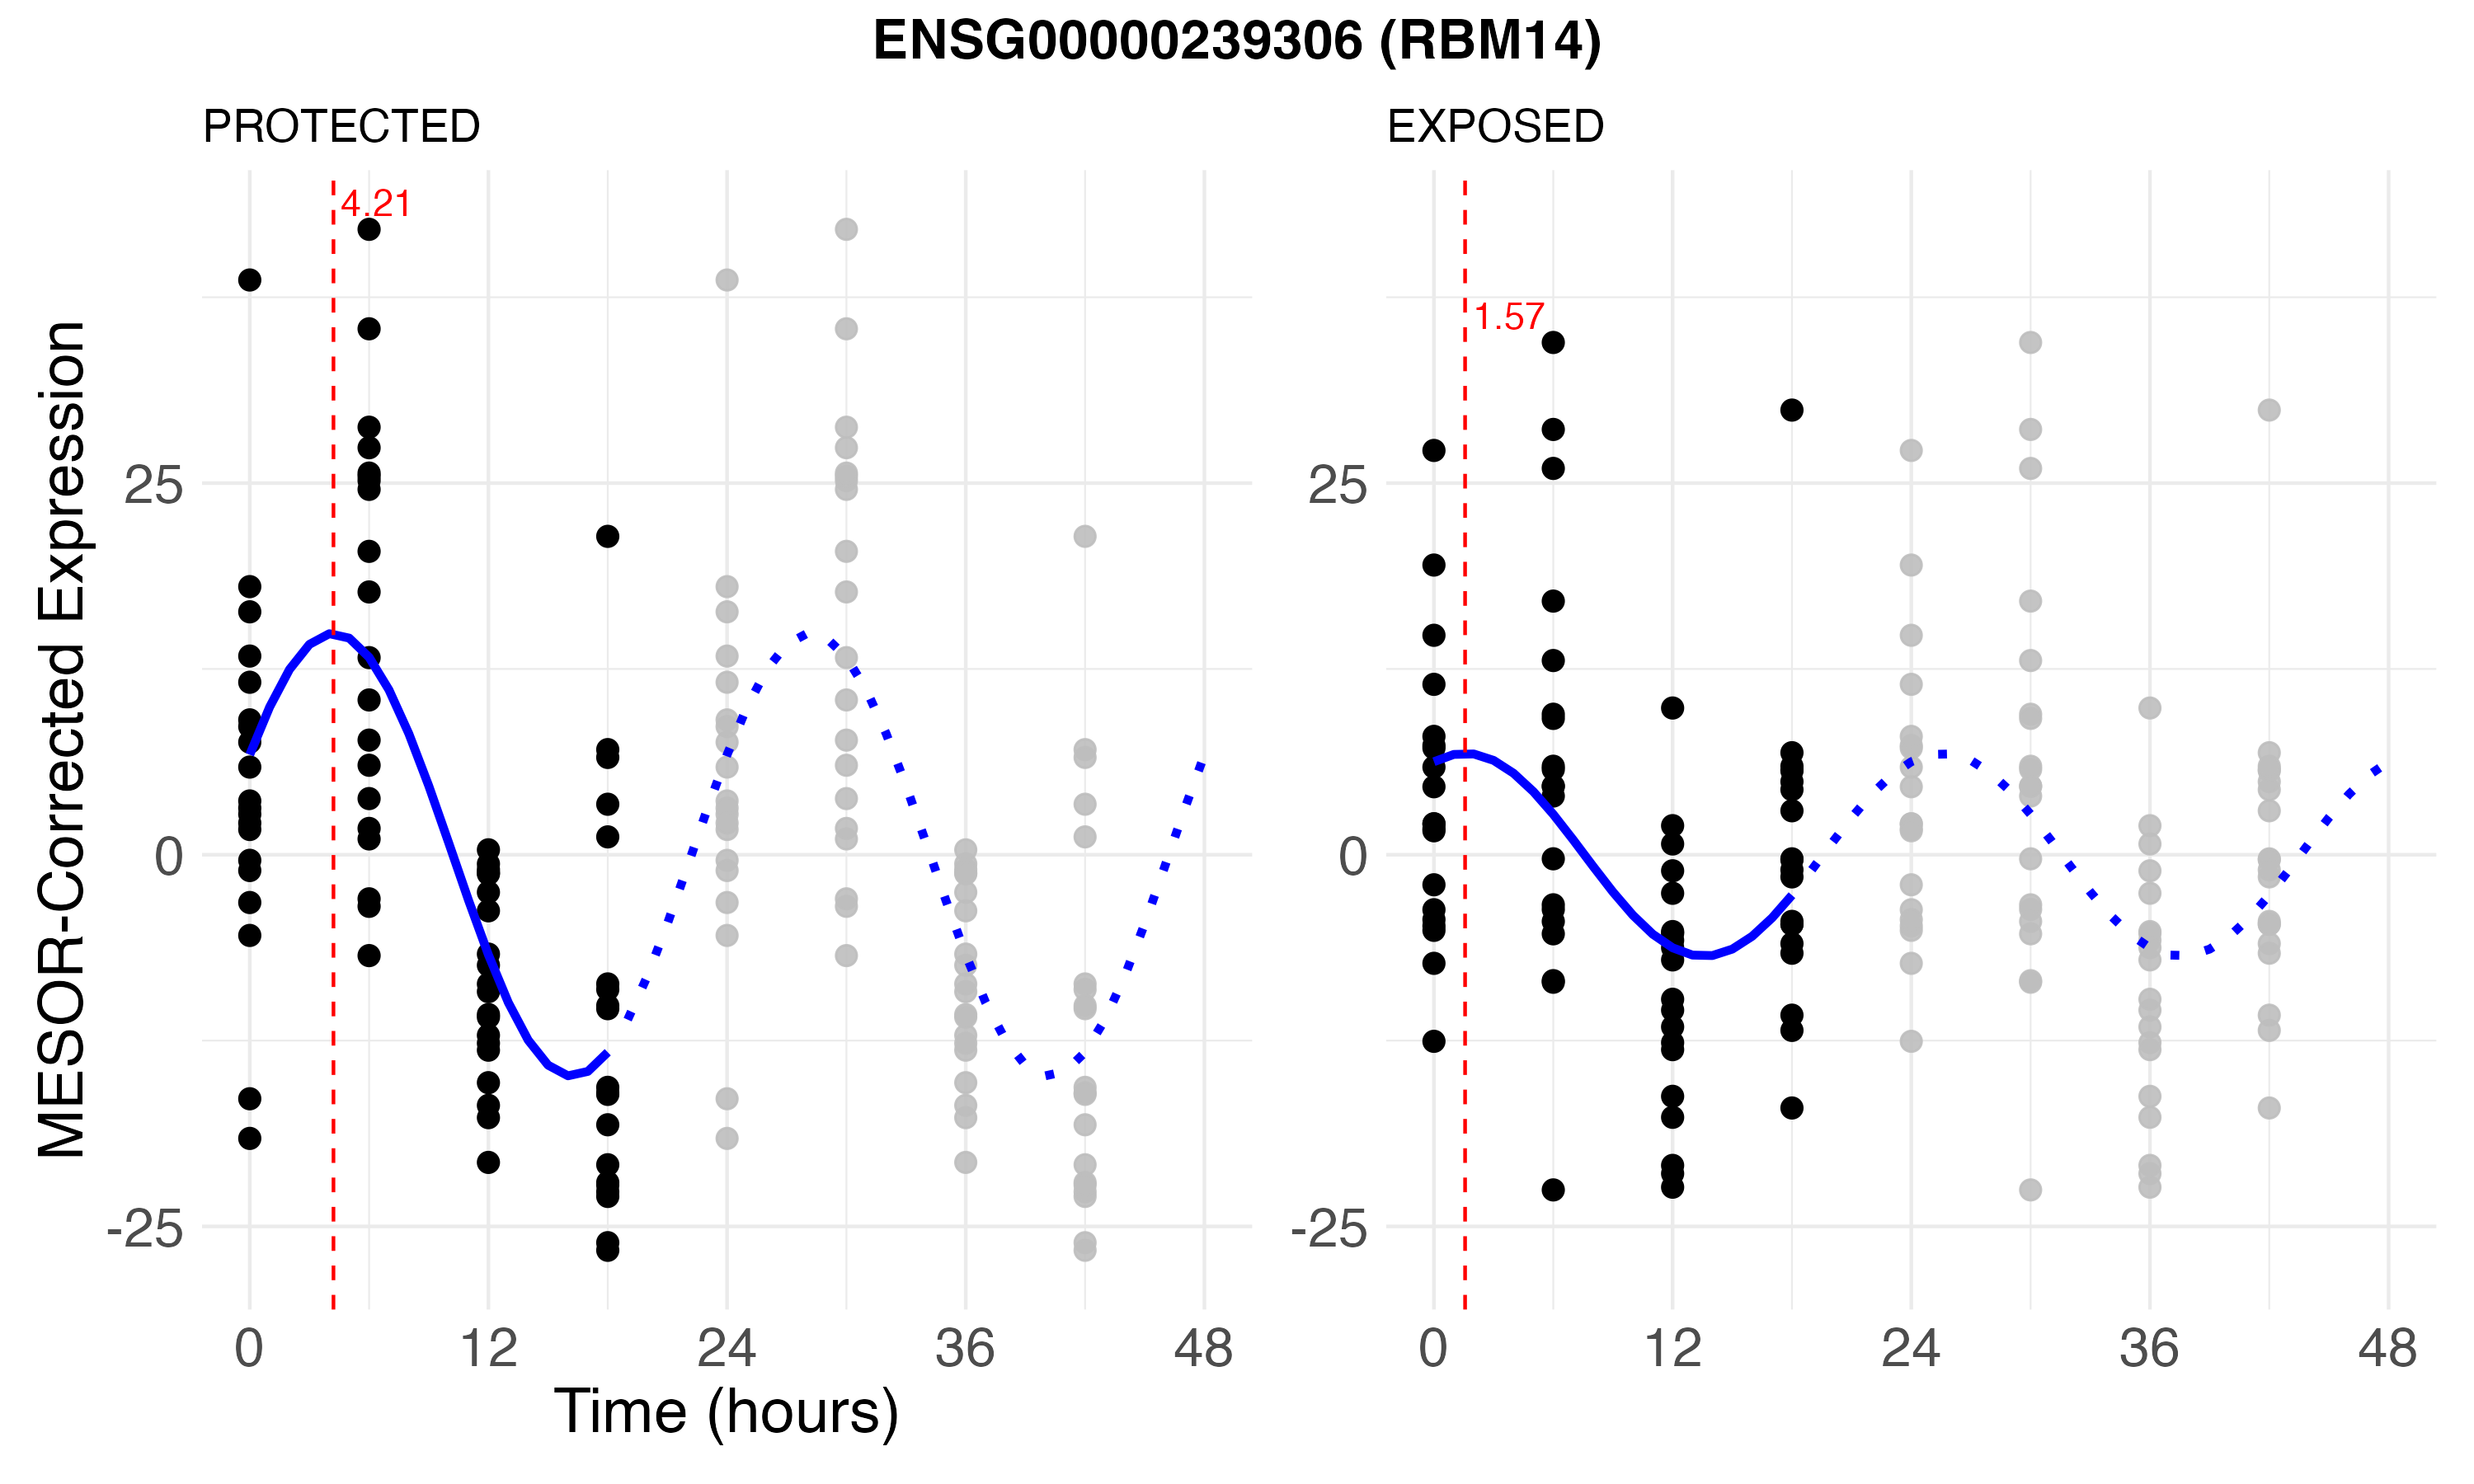 ENSG00000239306 (RBM14)
PROTECTED
EXPOSED
MESOR-Corrected Expression
4.21
25
0
-25
0 12 24 36 48
1.57
25
0
-25
0 12 24 36 48
Time (hours)